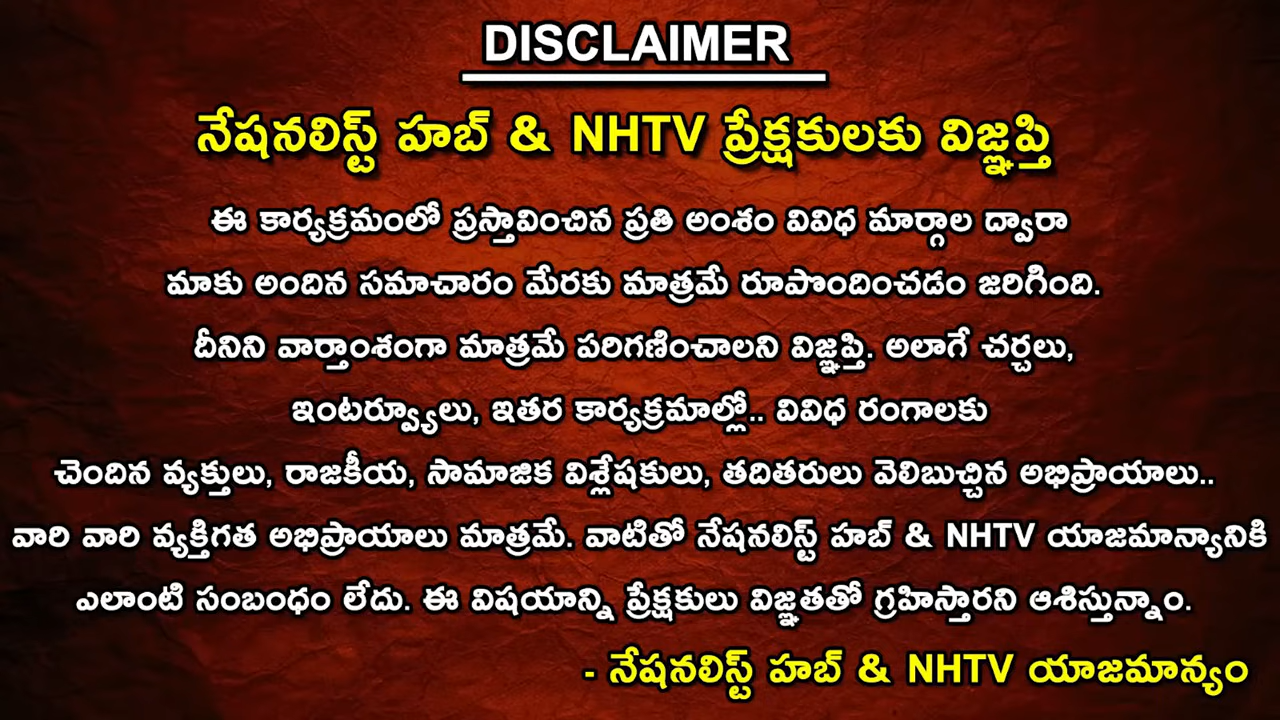 DISCLAIMER
నేషనలిస్ట్ హబ్ & NHTV ప్రేక్షకులకు విజ్ఞప్తి
ఈ కార్యక్రమంలో ప్రస్తావించిన ప్రతి అంశం వివిధ మార్గాల ద్వారా
మాకు అందిన సమాచారం మేరకు మాత్రమే రూపొందించడం జరిగింది.
దీనిని వార్తాంశంగా మాత్రమే పరిగణించాలని విజ్ఞప్తి. అలాగే చర్చలు,
ఇంటర్వ్యూలు, ఇతర కార్యక్రమాల్లో.. వివిధ రంగాలకు
చెందిన వ్యక్తులు, రాజకీయ, సామాజిక విశ్లేషకులు, తదితరులు వెలిబుచ్చిన అభిప్రాయాలు..
వారి వారి వ్యక్తిగత అభిప్రాయాలు మాత్రమే. వాటితో నేషనలిస్ట్ హబ్ & NHTV యాజమాన్యానికి
ఎలాంటి సంబంధం లేదు. ఈ విషయాన్ని ప్రేక్షకులు విజ్ఞతతో గ్రహిస్తారని ఆశిస్తున్నాం.
- నేషనలిస్ట్ హబ్ & NHTV యాజమాన్యం